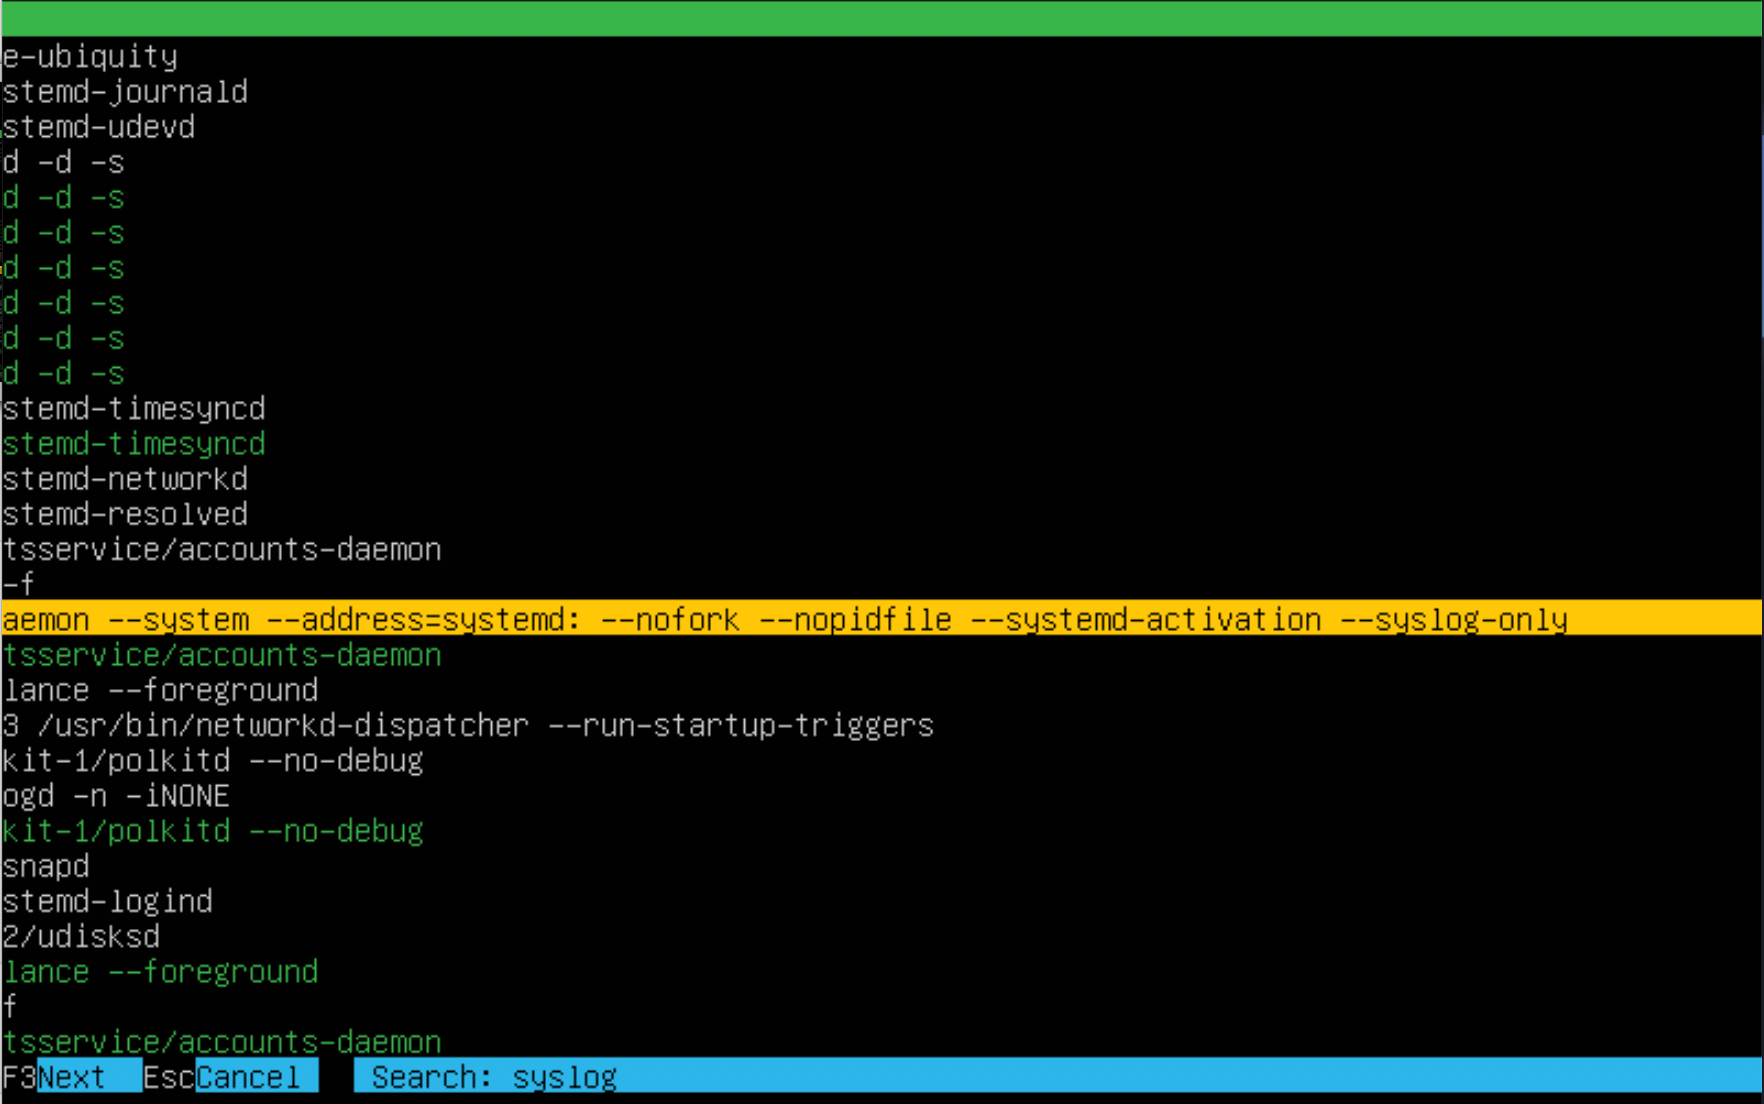 e-ubiquity
stemd-journald
stemd-udevd
d -d -s
d -d -s
d -d -s
d -d -s
d -d -s
d -d -s
d -d -s
stemd-timesyncd
stemd-timesyncd
stemd-networkd
stemd-resolved
tsservice/accounts-daemon
-f
aemon --system --address=systemd: --nofork --nopidfile --systemd-activation --syslog-only
tsservice/accounts-daemon
lance --foreground
3 /usr/bin/networkd-dispatcher --run-startup-triggers
kit-1/polkitd --no-debug
ogd -n -iNONE
kit-1/polkitd --no-debug
snapd
stemd-logind
2/udisksd
lance --foreground
f
tsservice/accounts-daemon
F3Next  EscCancel   Search: syslog